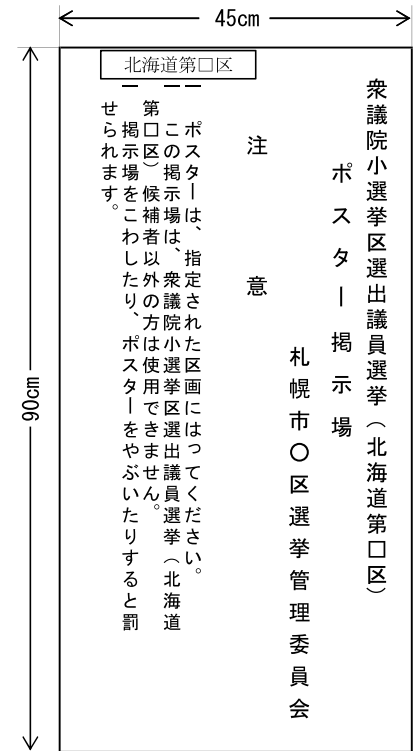 45cm
90cm
北海道第□区
衆議院小選挙区選出議員選挙(北海道第□区)
ポスター掲示場
札幌市〇区選挙管理委員会
注意
一 ポスターは、指定された区画にはってください。
一 この掲示場は、衆議院小選挙区選出議員選挙(北海道
第□区)候補者以外の方は使用できません。
一 掲示場をこわしたり、ポスターをやぶいたりすると罰
せられます。